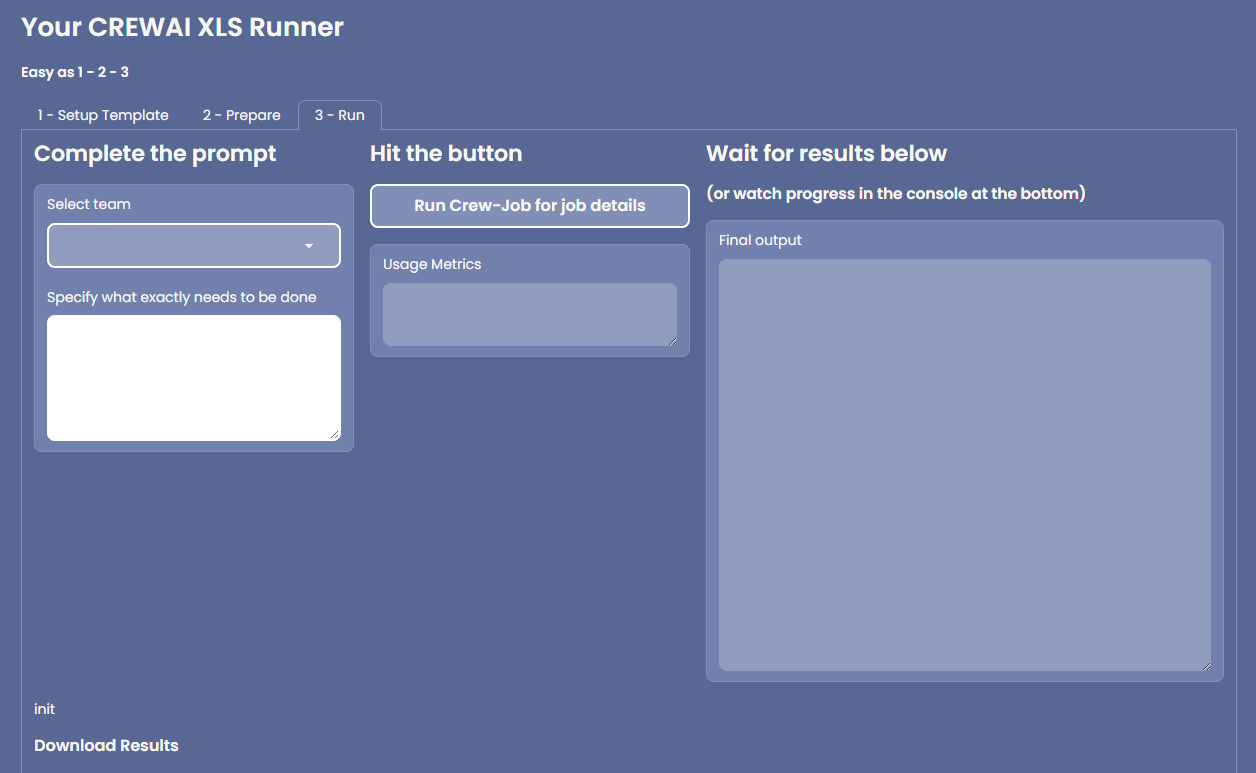 Your CREWAI XLS Runner
Easy as 1 - 2 - 3
1 - Setup Template
2 - Prepare
3 - Run
Complete the prompt
Select team
Specify what exactly needs to be done
Hit the button
Run Crew-Job for job details
Usage Metrics
Wait for results below
(or watch progress in the console at the bottom)
Final output
init
Download Results